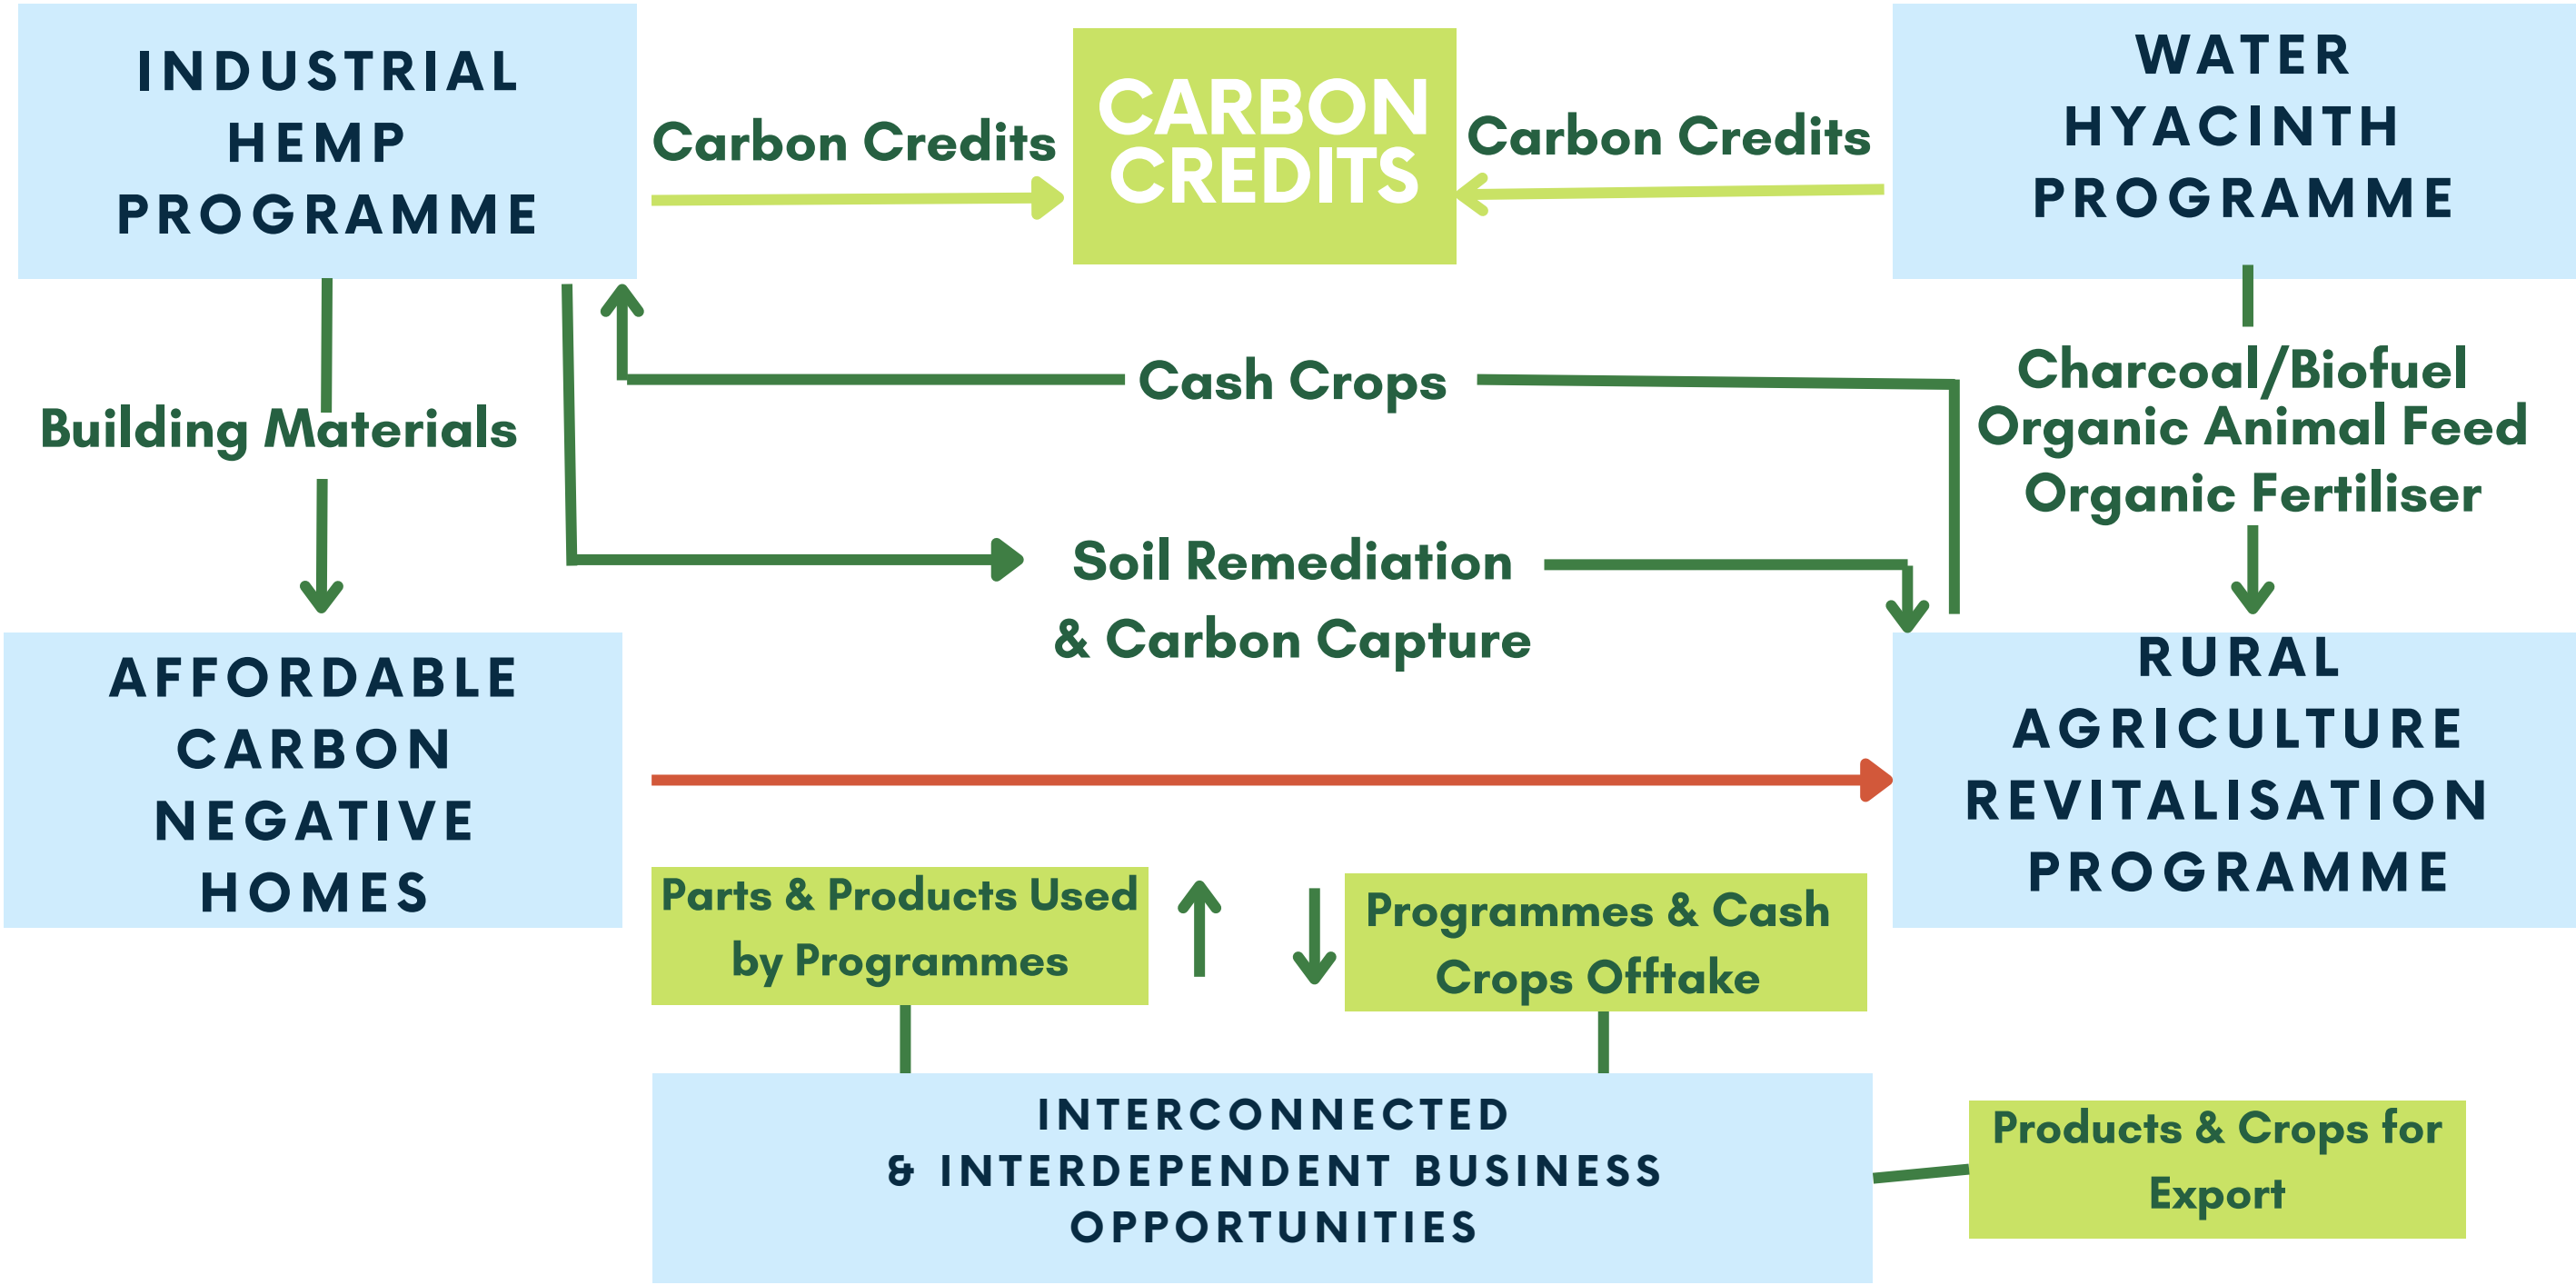 INDUSTRIAL
HEMP
PROGRAMME
Carbon Credits
CARBON
CREDITS
Carbon Credits
WATER
HYACINTH
PROGRAMME
Cash Crops
Building Materials
Charcoal/Biofuel
Organic Animal Feed
Organic Fertiliser
Soil Remediation
& Carbon Capture
AFFORDABLE
CARBON
NEGATIVE
HOMES
RURAL
AGRICULTURE
REVITALISATION
PROGRAMME
Parts & Products Used
by Programmes
Programmes & Cash
Crops Offtake
INTERCONNECTED
& INTERDEPENDENT BUSINESS
OPPORTUNITIES
Products & Crops for
Export